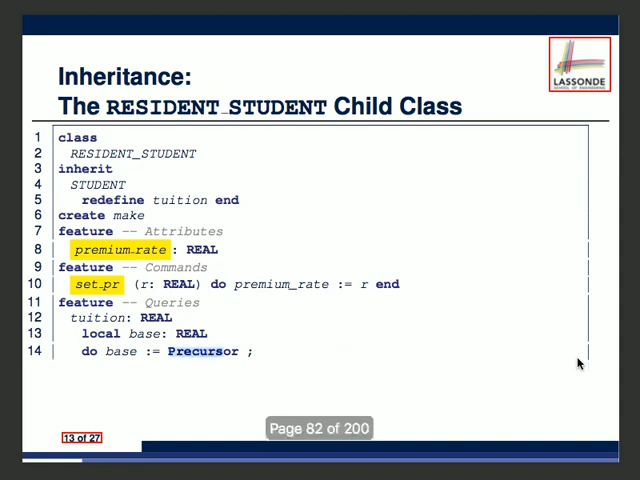 LASSONDE
SCHOOL OF ENGINEERING
Inheritance:
The RESIDENT_STUDENT Child Class
1 class
2 RESIDENT_STUDENT
3 inherit
4 STUDENT
5 redefine tuition end
6 create make
7 feature -- Attributes
8 premium_rate : REAL
9 feature -- Commands
10 set_pr (r: REAL) do premium_rate := r end
11 feature -- Queries
12 tuition: REAL
13 local base: REAL
14 do base := Precursor ;
Page 82 of 200
13 of 27